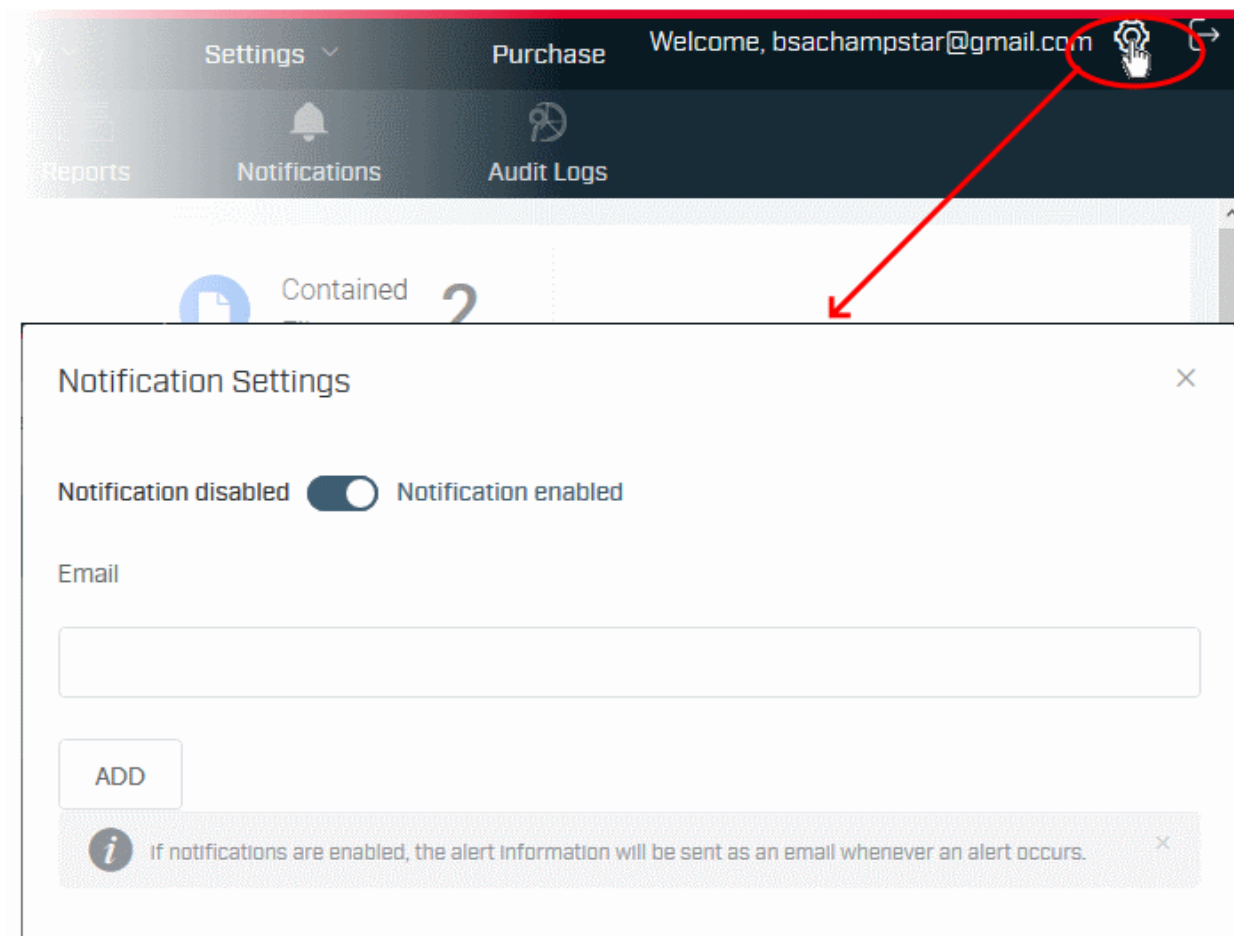 Settings
Purchase
Welcome, bsachampstar@gmail.com
Reports
Notifications
Audit Logs
Contained
2
Notification Settings
Notification disabled
Notification enabled
Email
ADD
If notifications are enabled, the alert information will be sent as an email whenever an alert occurs.